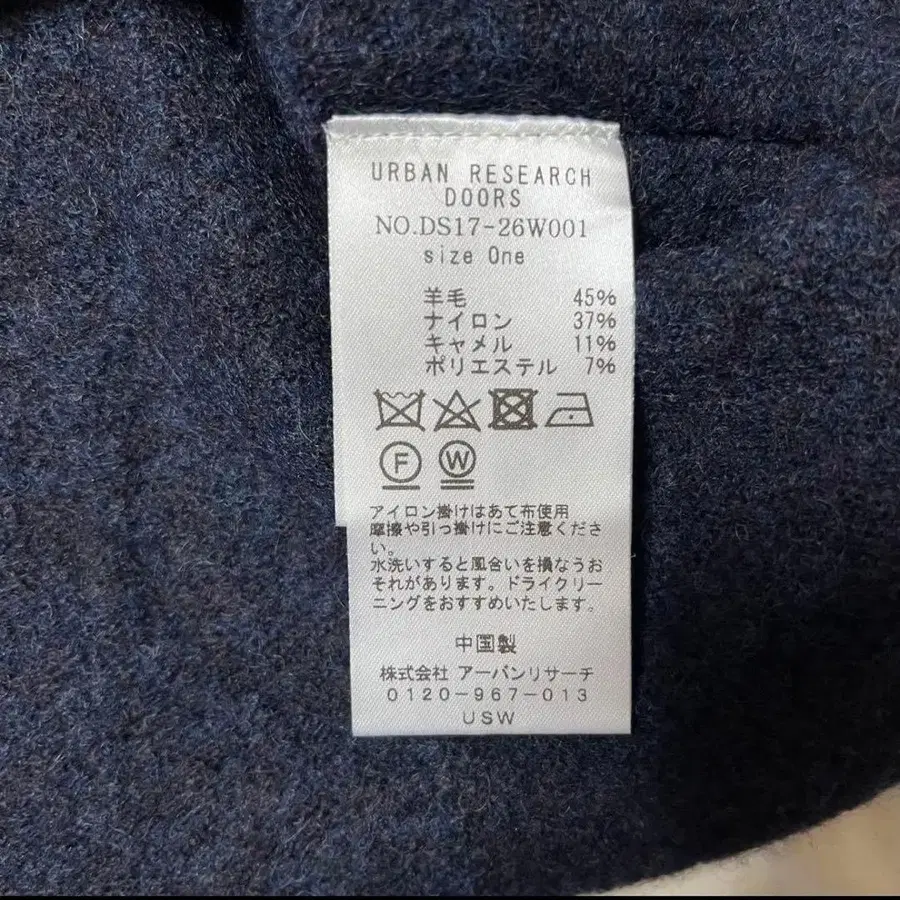 URBAN RESEARCH
DOORS
NO.DS17-26W001
size One
羊毛 45%
ナイロン 37%
キャメル 11%
ポリエステル 7%
F W
アイロン掛けはあて布使用
摩擦や引っ掛けにご注意くださ
い。
水洗いすると風合いを損なうお
それがあります。ドライクリー
ニングをおすすめいたします。
中国製
株式会社 アーバンリサーチ
0120-967-013
USW